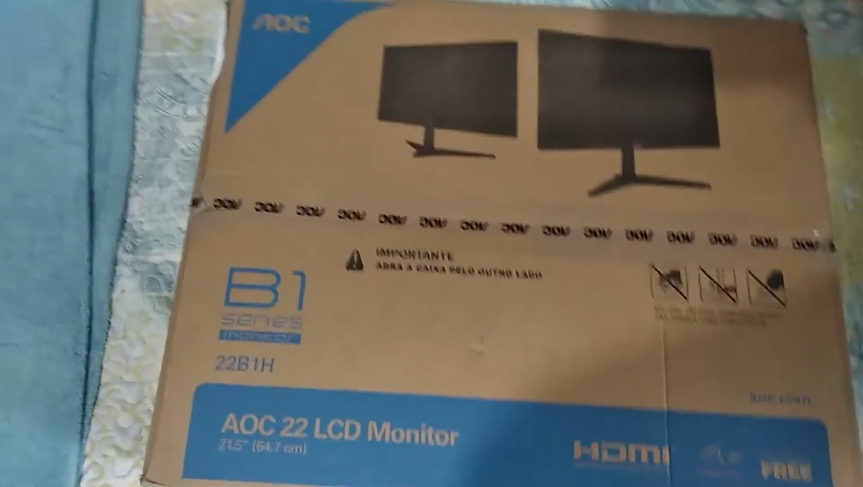 AOC
IMPORTANTE
ABRA A CAIXA PELO OUTRO LADO
B1
series
monitor
22B1H
AOC 22 LCD Monitor
21.5" (54.7 cm)
HDMI
FREE